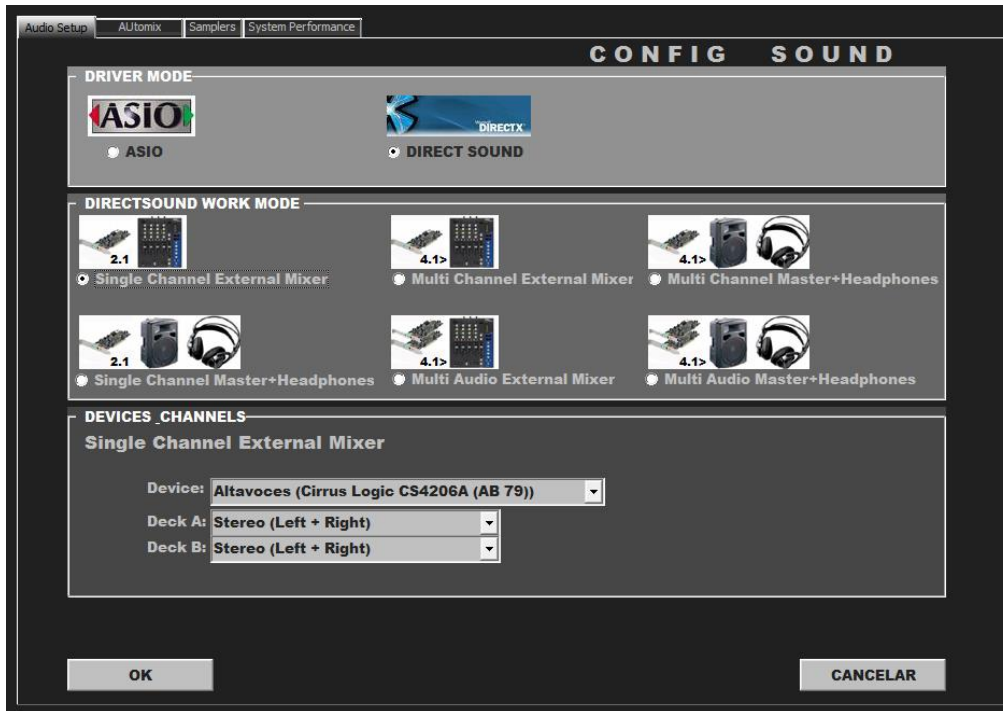 Audio Setup AUtomix Samplers System Performance
CONFIG SOUND
DRIVER MODE
ASIO DIRECTX
ASIO DIRECT SOUND
DIRECTSOUND WORK MODE
2.1 4.1> 4.1>
Single Channel External Mixer Multi Channel External Mixer Multi Channel Master+Headphones
2.1 4.1> 4.1>
Single Channel Master+Headphones Multi Audio External Mixer Multi Audio Master+Headphones
DEVICES_CHANNELS
Single Channel External Mixer
Device: Altavoces (Cirrus Logic CS4206A (AB 79))
Deck A: Stereo (Left + Right)
Deck B: Stereo (Left + Right)
OK CANCELAR